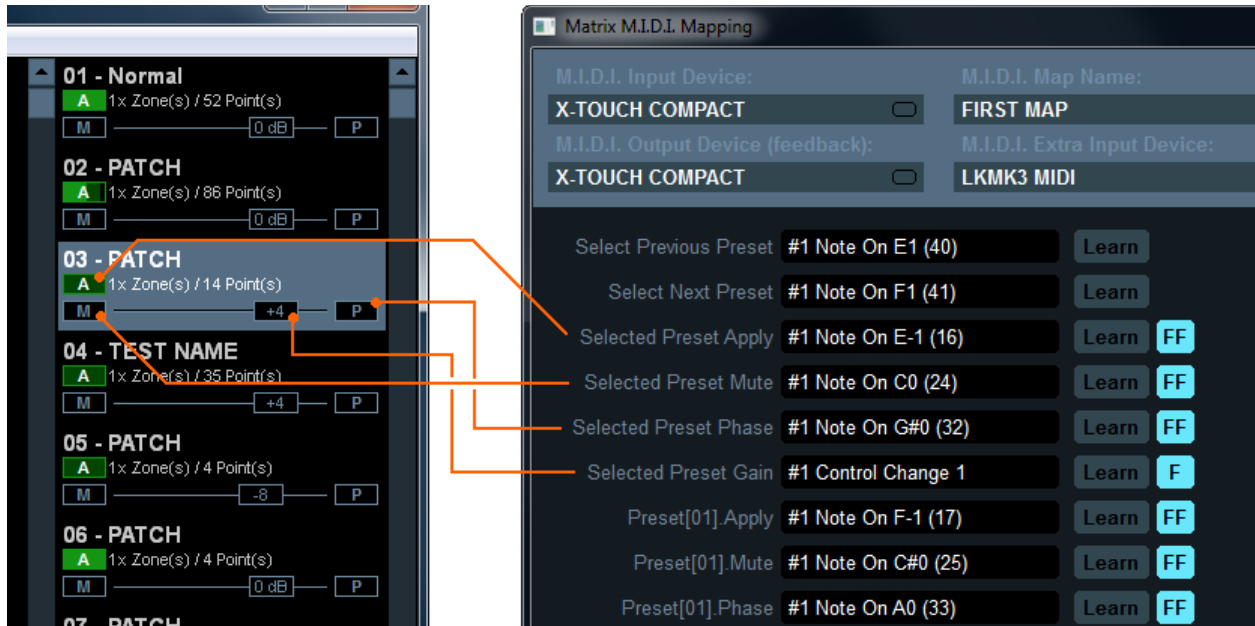 01 - Normal
A 1x Zone(s) / 52 Point(s)
M 0 dB P
02 - PATCH
A 1x Zone(s) / 86 Point(s)
M 0 dB P
03 - PATCH
A 1x Zone(s) / 14 Point(s)
M +4 P
04 - TEST NAME
A 1x Zone(s) / 35 Point(s)
M +4 P
05 - PATCH
A 1x Zone(s) / 4 Point(s)
M -8 P
06 - PATCH
A 1x Zone(s) / 4 Point(s)
M 0 dB P
07 - PATCH
Matrix M.I.D.I. Mapping
M.I.D.I. Input Device: M.I.D.I. Map Name:
X-TOUCH COMPACT FIRST MAP
M.I.D.I. Output Device (feedback): M.I.D.I. Extra Input Device:
X-TOUCH COMPACT LKMK3 MIDI
Select Previous Preset #1 Note On E1 (40) Learn
Select Next Preset #1 Note On F1 (41) Learn
Selected Preset Apply #1 Note On E-1 (16) Learn FF
Selected Preset Mute #1 Note On C0 (24) Learn FF
Selected Preset Phase #1 Note On G#0 (32) Learn FF
Selected Preset Gain #1 Control Change 1 Learn F
Preset[01].Apply #1 Note On F-1 (17) Learn FF
Preset[01].Mute #1 Note On C#0 (25) Learn FF
Preset[01].Phase #1 Note On A0 (33) Learn FF